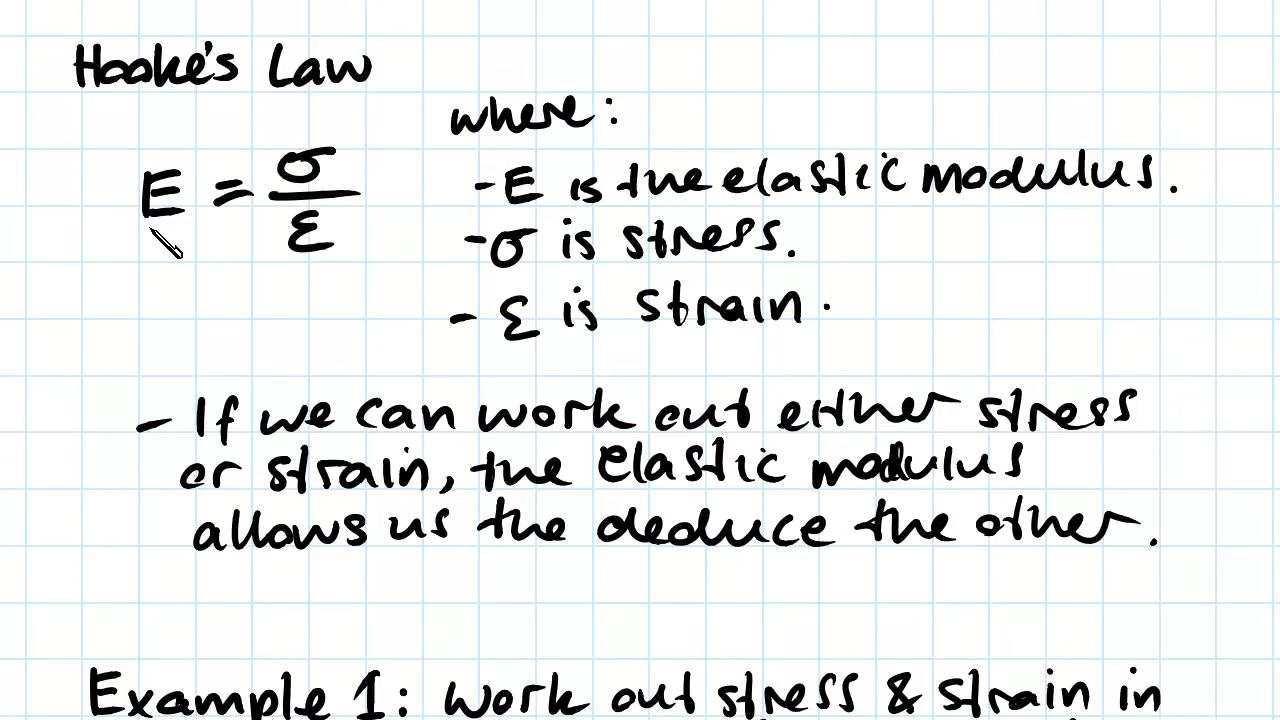 Hooke's Law
where:
E = σ/ε
- E is the elastic modulus.
- σ is stress.
- ε is strain.
- If we can work out either stress
or strain, the elastic modulus
allows us the deduce the other.
Example 1: work out stress & strain in